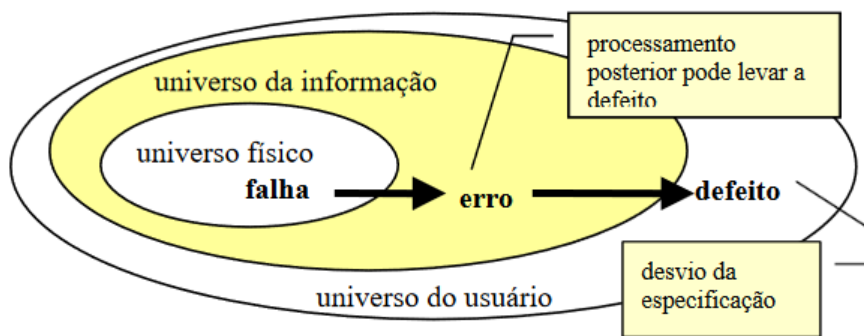 processamento
posterior pode levar a
defeito
universo da informação
universo físico
falha
erro
defeito
desvio da
especificação
universo do usuário